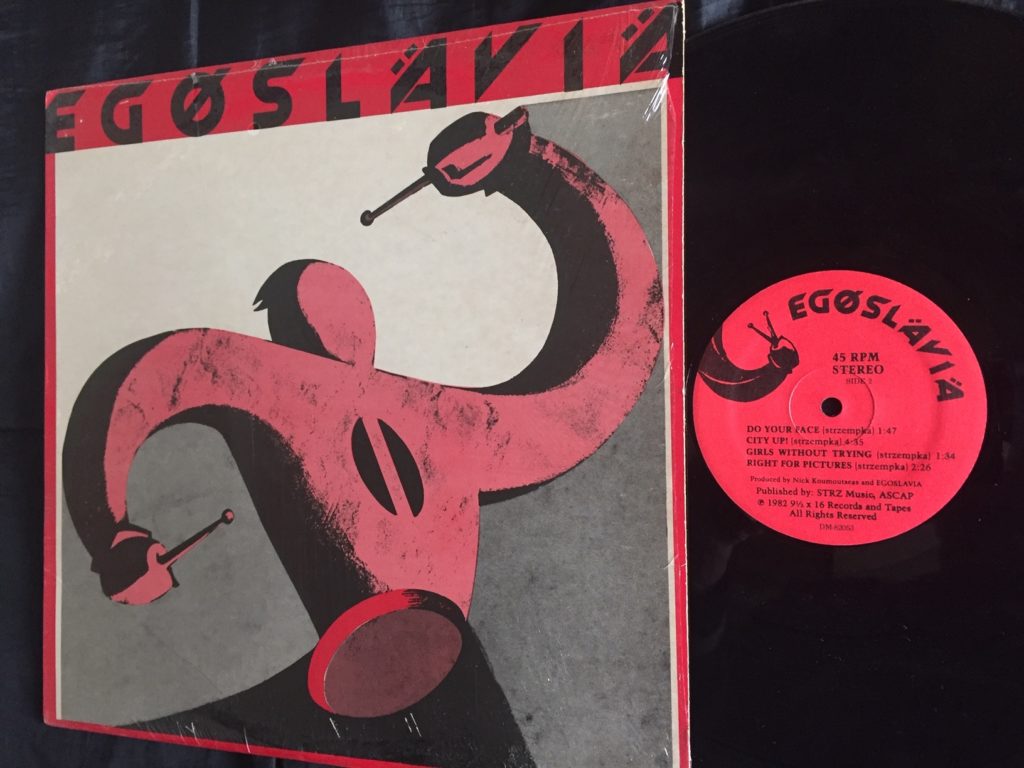 EGØSLÄVIÄ
EGØSLÄVIÄ
45 RPM
STEREO
SIDE 2
DO YOUR FACE (strzempka) 1:47
CITY UP! (strzempka) 4:35
GIRLS WITHOUT TRYING (strzempka) 1:34
RIGHT FOR PICTURES (strzempka) 2:26
Produced by Nick Koumoutseas and EGØSLAVIA
Published by: STRZ Music, ASCAP
℗ 1982 9½ x 16 Records and Tapes
All Rights Reserved
DM-82053